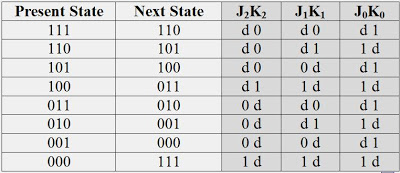 Present State Next State J₂K₂ J₁K₁ J₀K₀
111 110 d 0 d 0 d 1
110 101 d 0 d 1 1 d
101 100 d 0 0 d d 1
100 011 d 1 1 d 1 d
011 010 0 d d 0 d 1
010 001 0 d d 1 1 d
001 000 0 d 0 d d 1
000 111 1 d 1 d 1 d